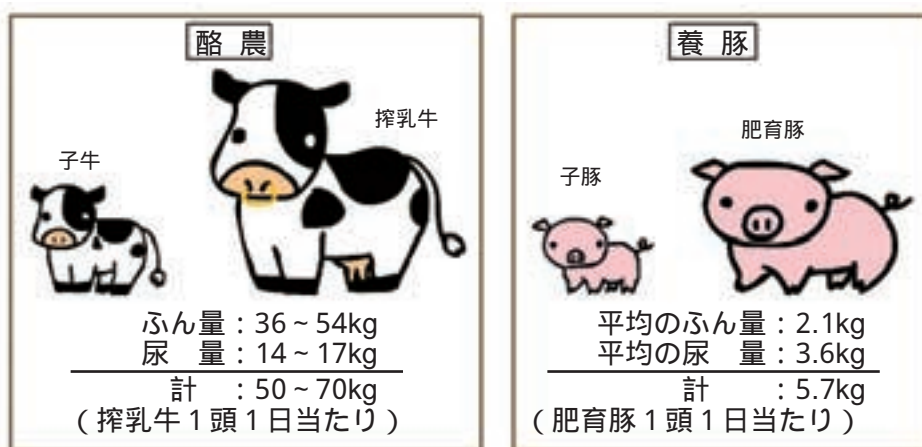 酪 農
搾乳牛
子牛
ふん量：36～54kg
尿 量：14～17kg
計 ：50～70kg
（搾乳牛１頭１日当たり）
養 豚
肥育豚
子豚
平均のふん量：2.1kg
平均の尿 量：3.6kg
計 ：5.7kg
（肥育豚１頭１日当たり）